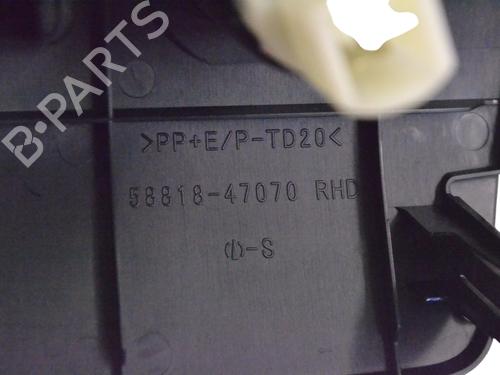 B·PARTS
>PP+E/P-TD20<
58818-47070 RHD
(L)-S